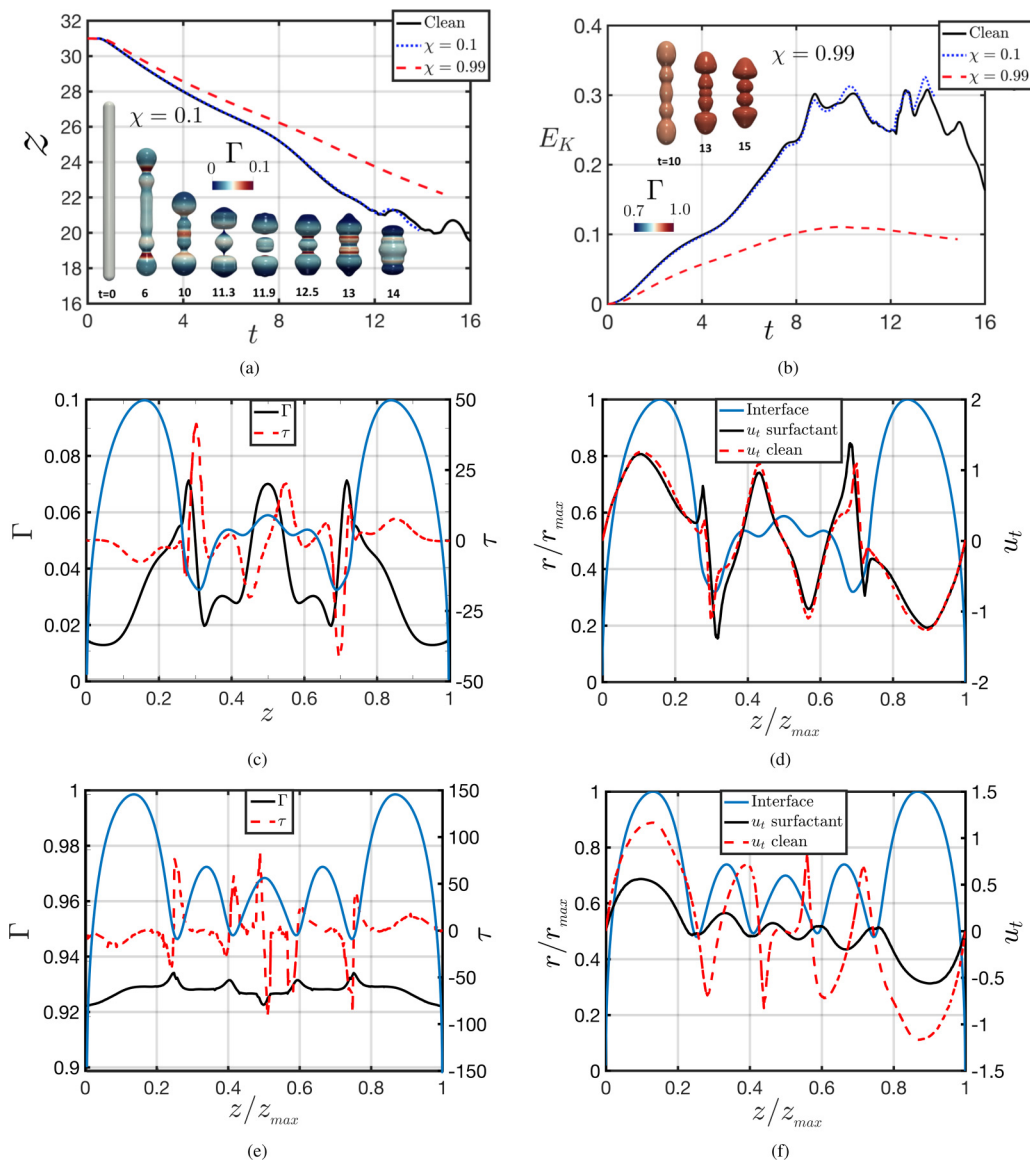 31
28
25
22
19
16
z
0
4
8
12
16
t
Clean
χ = 0.1
χ = 0.99
χ = 0.1
Γ
0
0.1
t=0
6
10
11.3
11.9
12.5
13
14
(a)
0.4
0.3
0.2
0.1
0
E_K
0
4
8
12
16
t
Clean
χ = 0.1
χ = 0.99
χ = 0.99
t=10
13
15
Γ
0.7
1.0
(b)
0.1
0.08
0.06
0.04
0.02
0
Γ
Γ
τ
50
25
0
-25
-50
τ
0
0.2
0.4
0.6
0.8
1
z
(c)
1
0.8
0.6
0.4
0.2
0
r/r_max
Interface
u_t surfactant
u_t clean
2
1
0
-1
-2
u_t
0
0.2
0.4
0.6
0.8
1
z/z_max
(d)
1
0.98
0.96
0.94
0.92
0.9
Γ
Γ
τ
150
100
50
0
-50
-100
-150
τ
0
0.2
0.4
0.6
0.8
1
z/z_max
(e)
1
0.8
0.6
0.4
0.2
0
r/r_max
Interface
u_t surfactant
u_t clean
1.5
1
0.5
0
-0.5
-1
-1.5
u_t
0
0.2
0.4
0.6
0.8
1
z/z_max
(f)